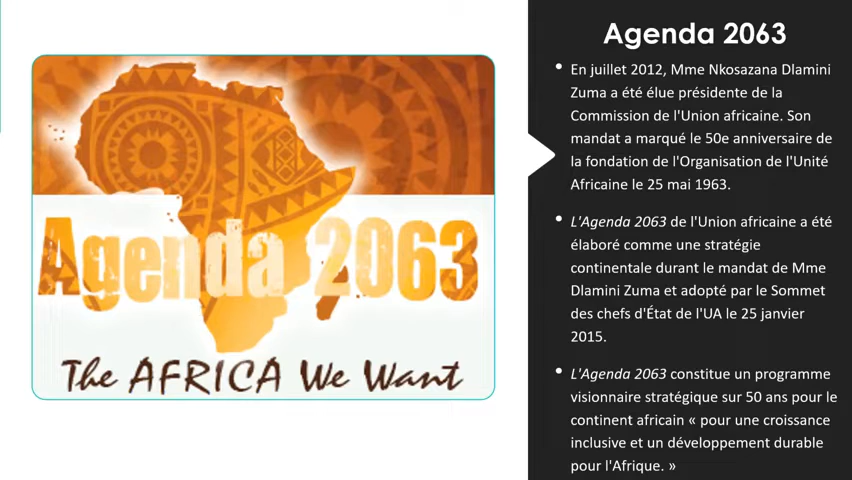 Agenda 2063
The AFRICA We Want
Agenda 2063
• En juillet 2012, Mme Nkosazana Dlamini
Zuma a été élue présidente de la
Commission de l'Union africaine. Son
mandat a marqué le 50e anniversaire de
la fondation de l'Organisation de l'Unité
Africaine le 25 mai 1963.
• L'Agenda 2063 de l'Union africaine a été
élaboré comme une stratégie
continentale durant le mandat de Mme
Dlamini Zuma et adopté par le Sommet
des chefs d'État de l'UA le 25 janvier
2015.
• L'Agenda 2063 constitue un programme
visionnaire stratégique sur 50 ans pour le
continent africain « pour une croissance
inclusive et un développement durable
pour l'Afrique. »